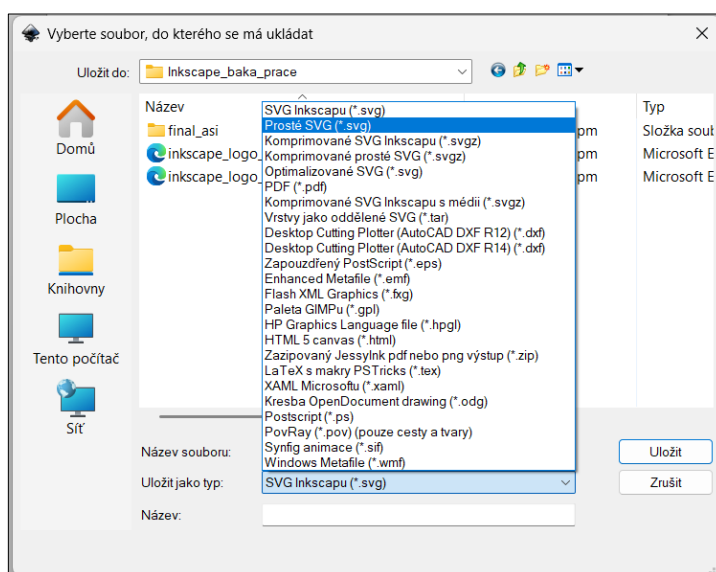 Vyberte soubor, do kterého se má ukládat
Uložit do: Inkscape_baka_prace
Název Typ
final_asi pm Složka soub
inkscape_logo_ pm Microsoft E
inkscape_logo_ pm Microsoft E
Domů
Plocha
Knihovny
Tento počítač
Síť
SVG Inkscapu (*.svg)
Prosté SVG (*.svg)
Komprimované SVG Inkscapu (*.svgz)
Komprimované prosté SVG (*.svgz)
Optimalizované SVG (*.svg)
PDF (*.pdf)
Komprimované SVG Inkscapu s médii (*.svgz)
Vrstvy jako oddělené SVG (*.tar)
Desktop Cutting Plotter (AutoCAD DXF R12) (*.dxf)
Desktop Cutting Plotter (AutoCAD DXF R14) (*.dxf)
Zapouzdřený PostScript (*.eps)
Enhanced Metafile (*.emf)
Flash XML Graphics (*.fxg)
Paleta GIMPu (*.gpl)
HP Graphics Language file (*.hpgl)
HTML 5 canvas (*.html)
Zazipovaný JessyInk pdf nebo png výstup (*.zip)
LaTeX s makry PSTricks (*.tex)
XAML Microsoftu (*.xaml)
Kresba OpenDocument drawing (*.odg)
Postscript (*.ps)
PovRay (*.pov) (pouze cesty a tvary)
Synfig animace (*.sif)
Windows Metafile (*.wmf)
Název souboru: Uložit
Uložit jako typ: SVG Inkscapu (*.svg) Zrušit
Název: